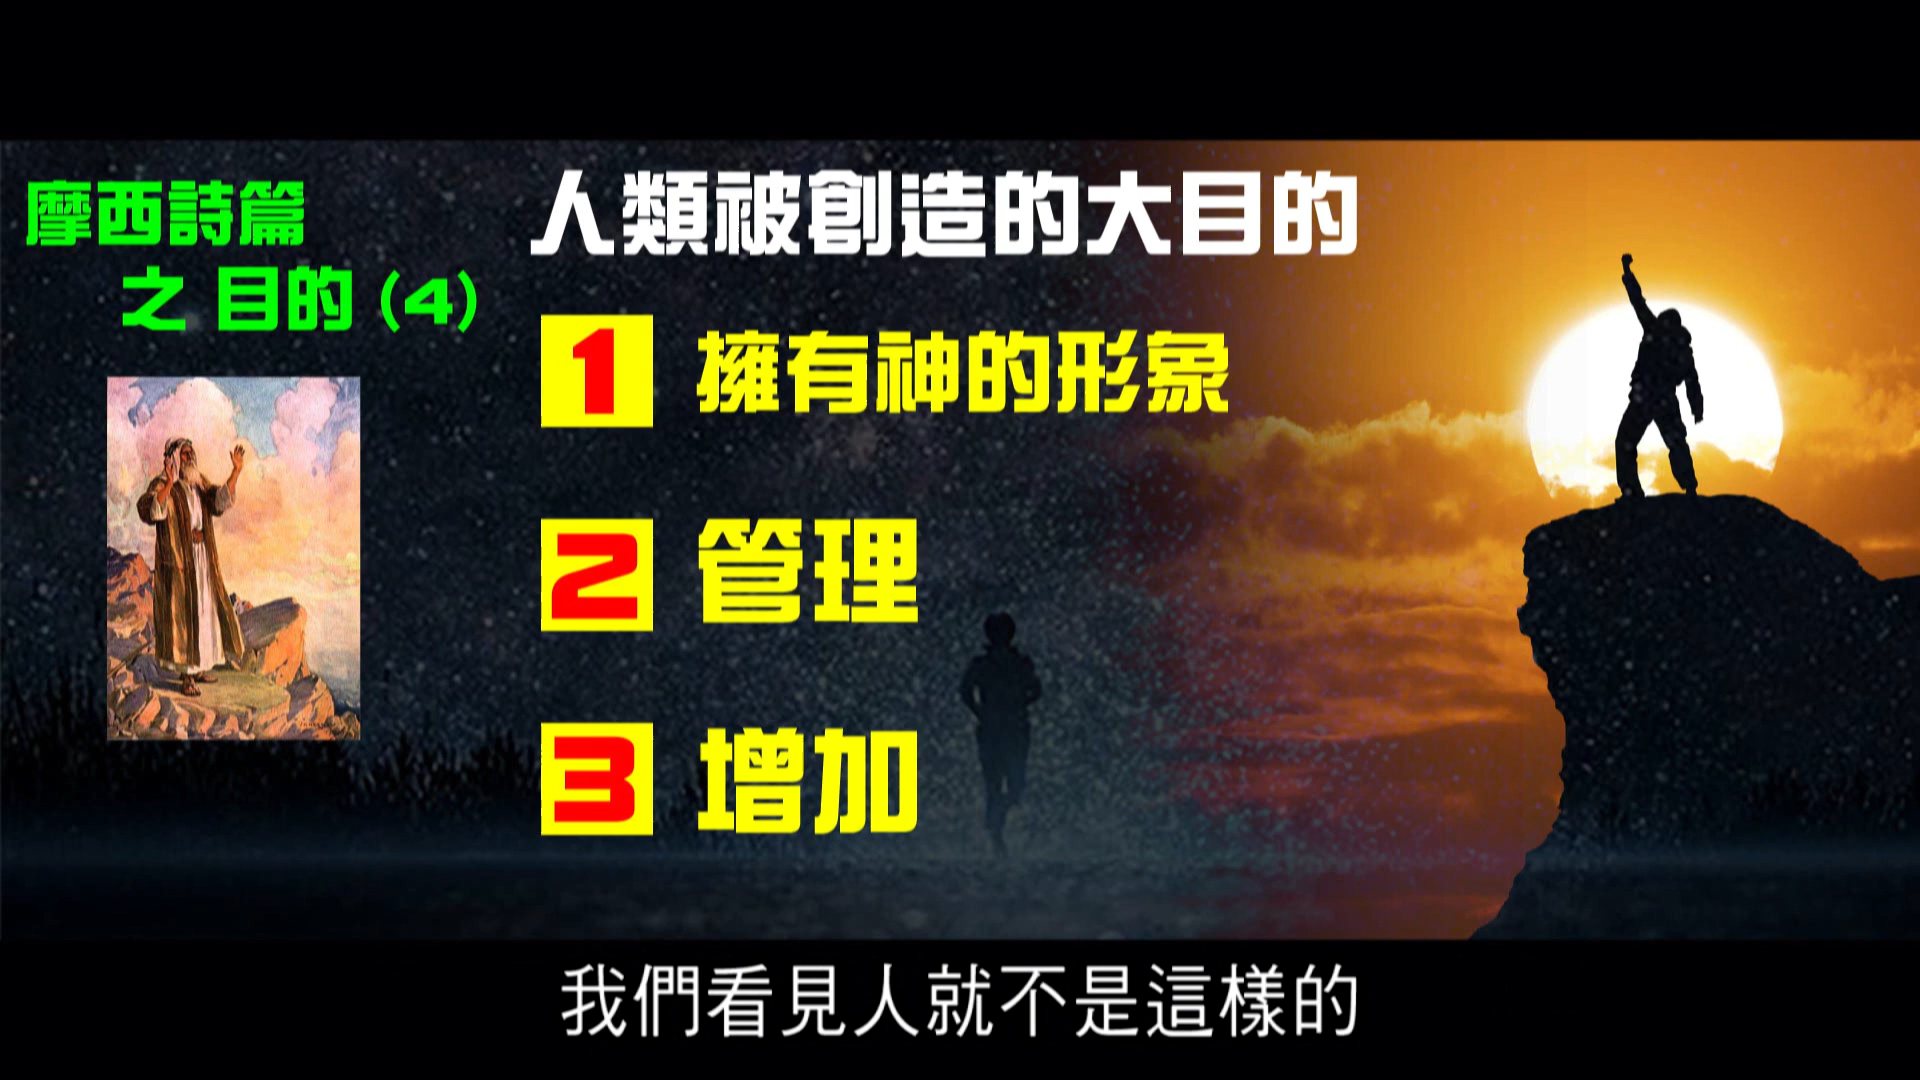 摩西詩篇
之 目的 (4)
人類被創造的大目的
1 擁有神的形象
2 管理
3 增加
我們看見人就不是這樣的